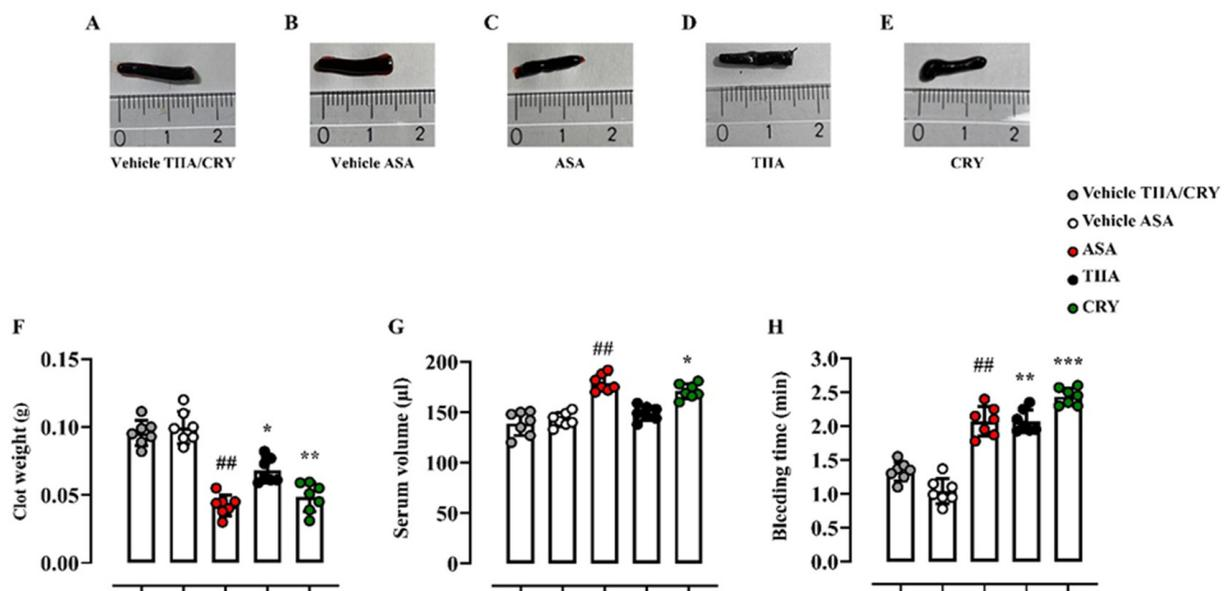 A B C D E
0 1 2 0 1 2 0 1 2 0 1 2 0 1 2
Vehicle TIIA/CRY Vehicle ASA ASA TIIA CRY
Vehicle TIIA/CRY
Vehicle ASA
ASA
TIIA
CRY
F G H
Clot weight (g)
0.15
0.10
0.05
0.00
## * **
Serum volume (µl)
200
150
100
50
0
## *
Bleeding time (min)
3.0
2.5
2.0
1.5
1.0
0.5
0.0
## ** ***